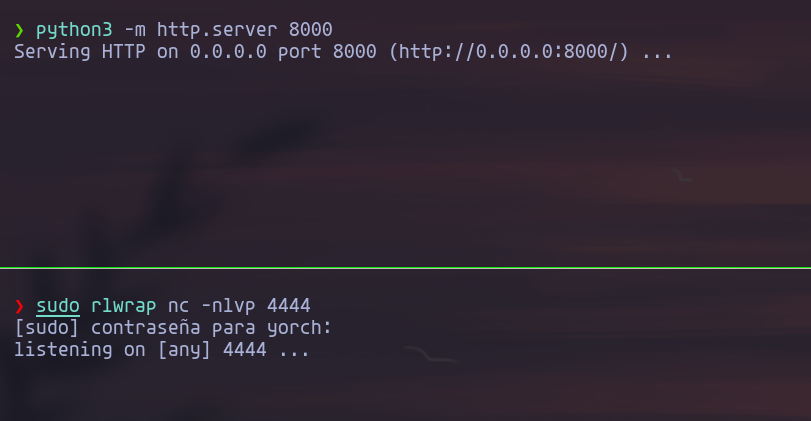 ❯ python3 -m http.server 8000
Serving HTTP on 0.0.0.0 port 8000 (http://0.0.0.0:8000/) ...
❯ sudo rlwrap nc -nlvp 4444
[sudo] contraseña para yorch:
listening on [any] 4444 ...